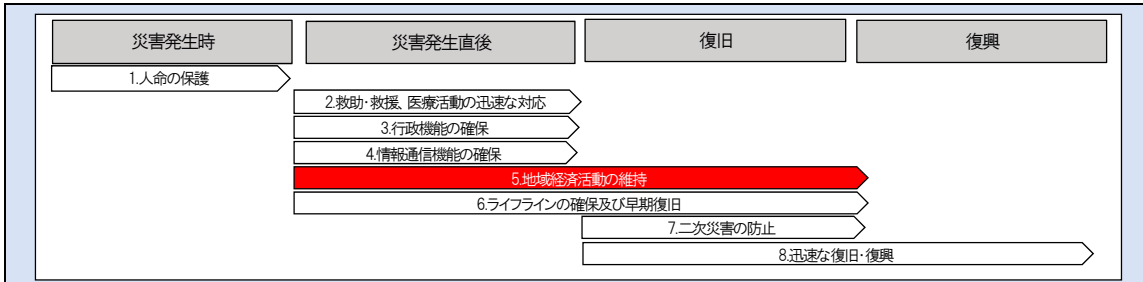 災害発生時 災害発生直後 復旧 復興
1.人命の保護
2.救助・救援、医療活動の迅速な対応
3.行政機能の確保
4.情報通信機能の確保
5.地域経済活動の維持
6.ライフラインの確保及び早期復旧
7.二次災害の防止
8.迅速な復旧・復興